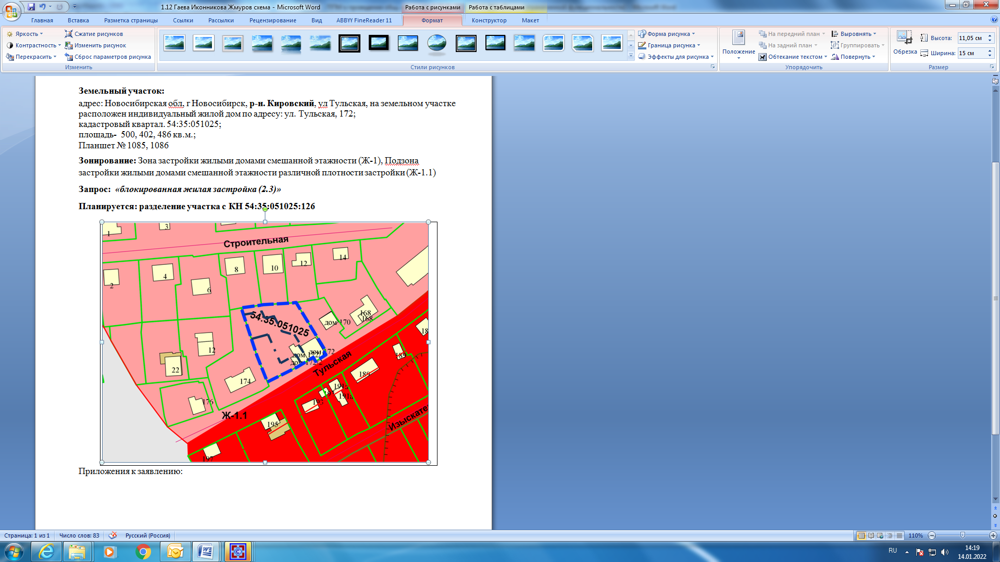 1.12 Гаева Иконникова Жмуров схема - Microsoft Word
Работа с рисунками
Работа с таблицами
Главная Вставка Разметка страницы Ссылки Рассылки Рецензирование Вид ABBYY FineReader 11 Формат Конструктор Макет
Яркость
Контрастность
Перекрасить
Сжатие рисунков
Изменить рисунок
Сброс параметров рисунка
Изменить
Стили рисунков
Форма рисунка
Граница рисунка
Эффекты для рисунка
Положение
На передний план
На задний план
Обтекание текстом
Выровнять
Группировать
Повернуть
Упорядочить
Обрезка
Высота: 11,05 см
Ширина: 15 см
Размер
Земельный участок:
адрес: Новосибирская обл, г Новосибирск, р-н. Кировский, ул Тульская, на земельном участке
расположен индивидуальный жилой дом по адресу: ул. Тульская, 172;
кадастровый квартал. 54:35:051025;
площадь- 500, 402, 486 кв.м.;
Планшет № 1085, 1086
Зонирование: Зона застройки жилыми домами смешанной этажности (Ж-1), Подзона
застройки жилыми домами смешанной этажности различной плотности застройки (Ж-1.1)
Запрос: «блокированная жилая застройка (2.3)»
Планируется: разделение участка с КН 54:35:051025:126
1
3
Строительная
2
4
6
8
10
12
14
54:35:051025
дом 170
168
168
12
22
174
176
Тульская
189
191а
193
195
197
Ж-1.1
Изыскате
Приложения к заявлению:
Страница: 1 из 1 Число слов: 83 Русский (Россия) 110%
RU
14:19
14.01.2022